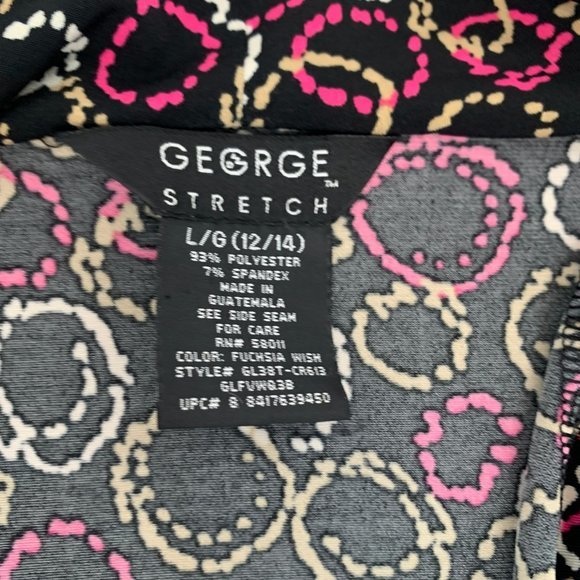 GEORGE
™
STRETCH
L/G (12/14)
93% POLYESTER
7% SPANDEX
MADE IN
GUATEMALA
SEE SIDE SEAM
FOR CARE
RN# 58011
COLOR: FUCHSIA WISH
STYLE# GL38T-CR613
GLFVWQ3B
UPC# 8 8417639450